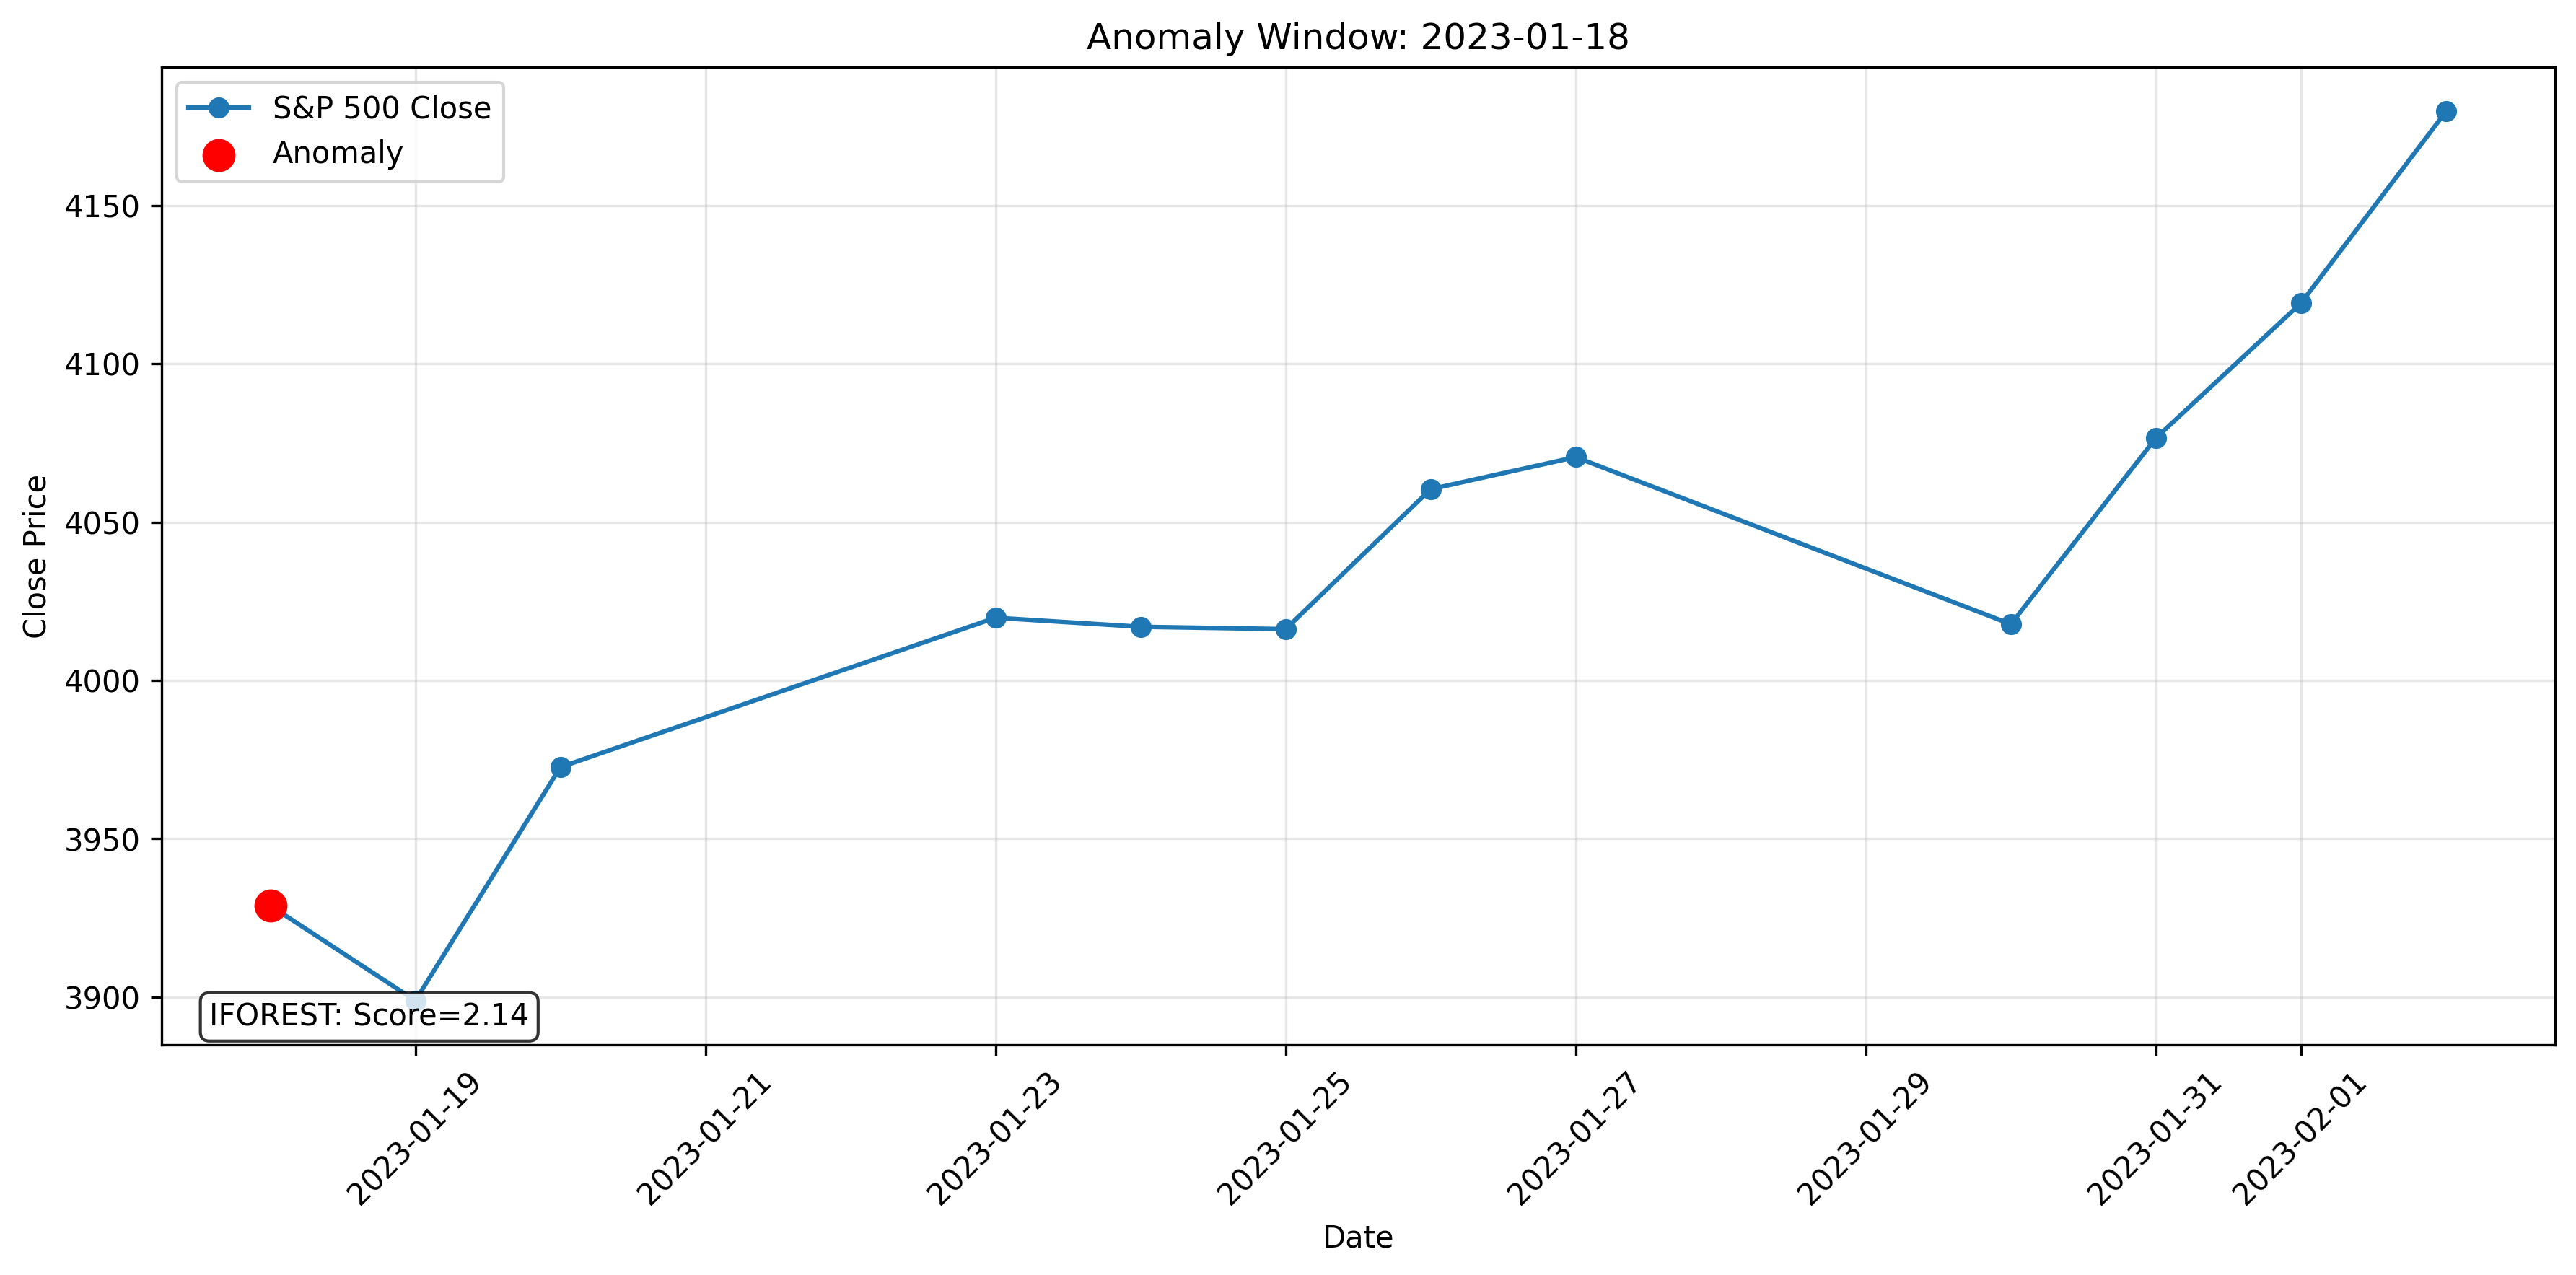 Anomaly Window: 2023-01-18
S&P 500 Close
Anomaly
4150
4100
4050
4000
3950
3900
Close Price
IFOREST: Score=2.14
2023-01-19
2023-01-21
2023-01-23
2023-01-25
2023-01-27
2023-01-29
2023-01-31
2023-02-01
Date